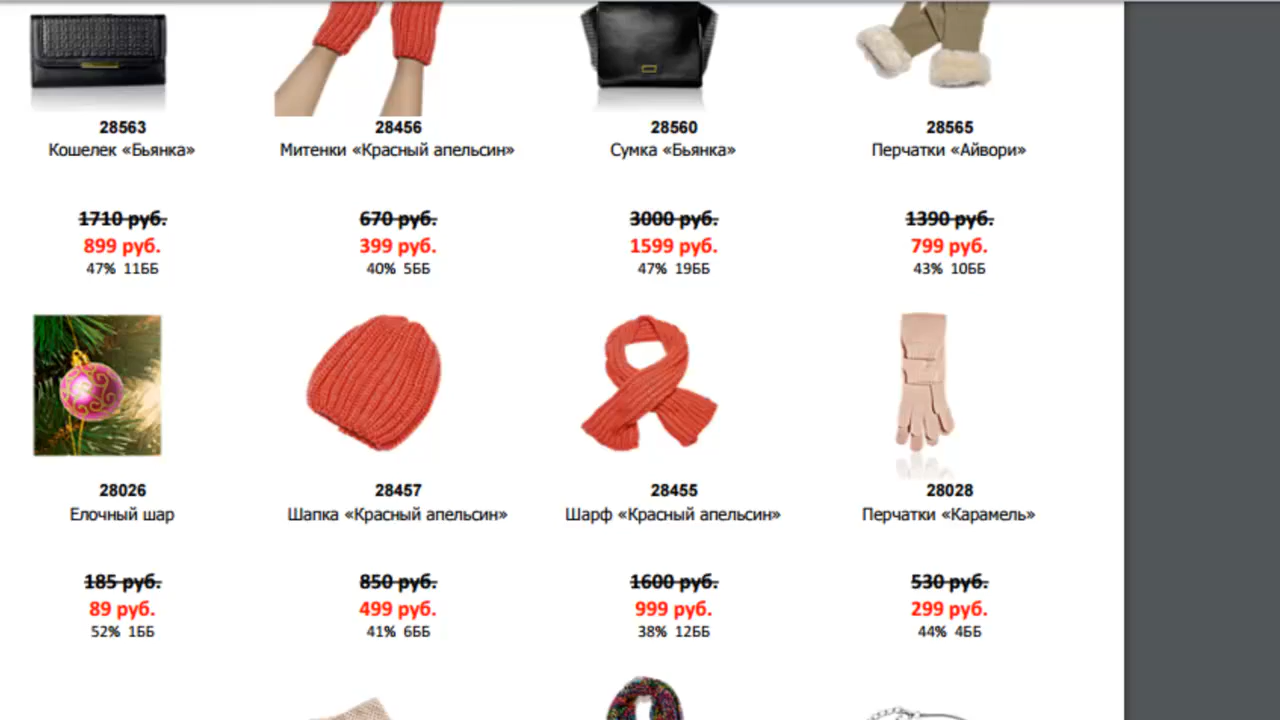 28563 28456 28560 28565
Кошелек «Бьянка» Митенки «Красный апельсин» Сумка «Бьянка» Перчатки «Айвори»
1710 руб. 670 руб. 3000 руб. 1390 руб.
899 руб. 399 руб. 1599 руб. 799 руб.
47% 11ББ 40% 5ББ 47% 19ББ 43% 10ББ
28026 28457 28455 28028
Елочный шар Шапка «Красный апельсин» Шарф «Красный апельсин» Перчатки «Карамель»
185 руб. 850 руб. 1600 руб. 530 руб.
89 руб. 499 руб. 999 руб. 299 руб.
52% 1ББ 41% 6ББ 38% 12ББ 44% 4ББ